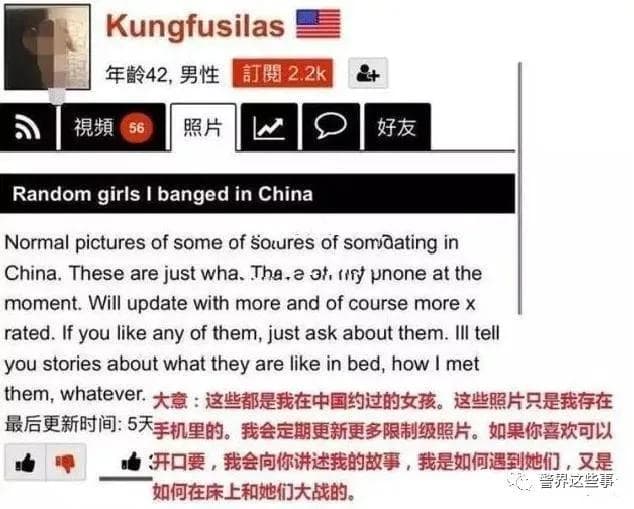 Kungfusilas
年齡42, 男性
訂閱 2.2k
視頻 56
照片
好友
Random girls I banged in China
Normal pictures of some of dating in
China. These are just at the
moment. Will update with more and of course more x
rated. If you like any of them, just ask about them. Ill tell
you stories about what they are like in bed, how I met
them, whatever.
最后更新时间: 5天
大意：这些都是我在中国约过的女孩。这些照片只是我存在
手机里的。我会定期更新更多限制级照片。如果你喜欢可以
开口要，我会向你讲述我的故事，我是如何遇到她们，又是
如何在床上和她们大战的。
警界这些事